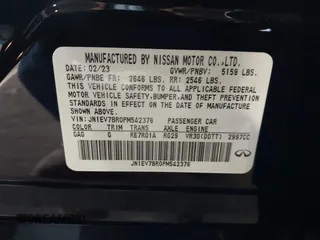 MANUFACTURED BY NISSAN MOTOR CO., LTD.
DATE: 02/23 GVWR/PNBV: 5159 LBS.
GAWR/PNBE FR: 2646 LBS. RR: 2546 LBS.
THIS VEHICLE CONFORMS TO ALL APPLICABLE FEDERAL
MOTOR VEHICLE SAFETY, BUMPER, AND THEFT PREVENTION
STANDARDS IN EFFECT ON THE DATE OF MANUFACTURE
SHOWN ABOVE.
VIN: JN1EV7BR0PM542376 PASSENGER CAR
COLOR TRIM TRANS AXLE ENGINE
G RE7R01A RG29 VR30(DDTT) 2997CC
JN1EV7BR0PM542376